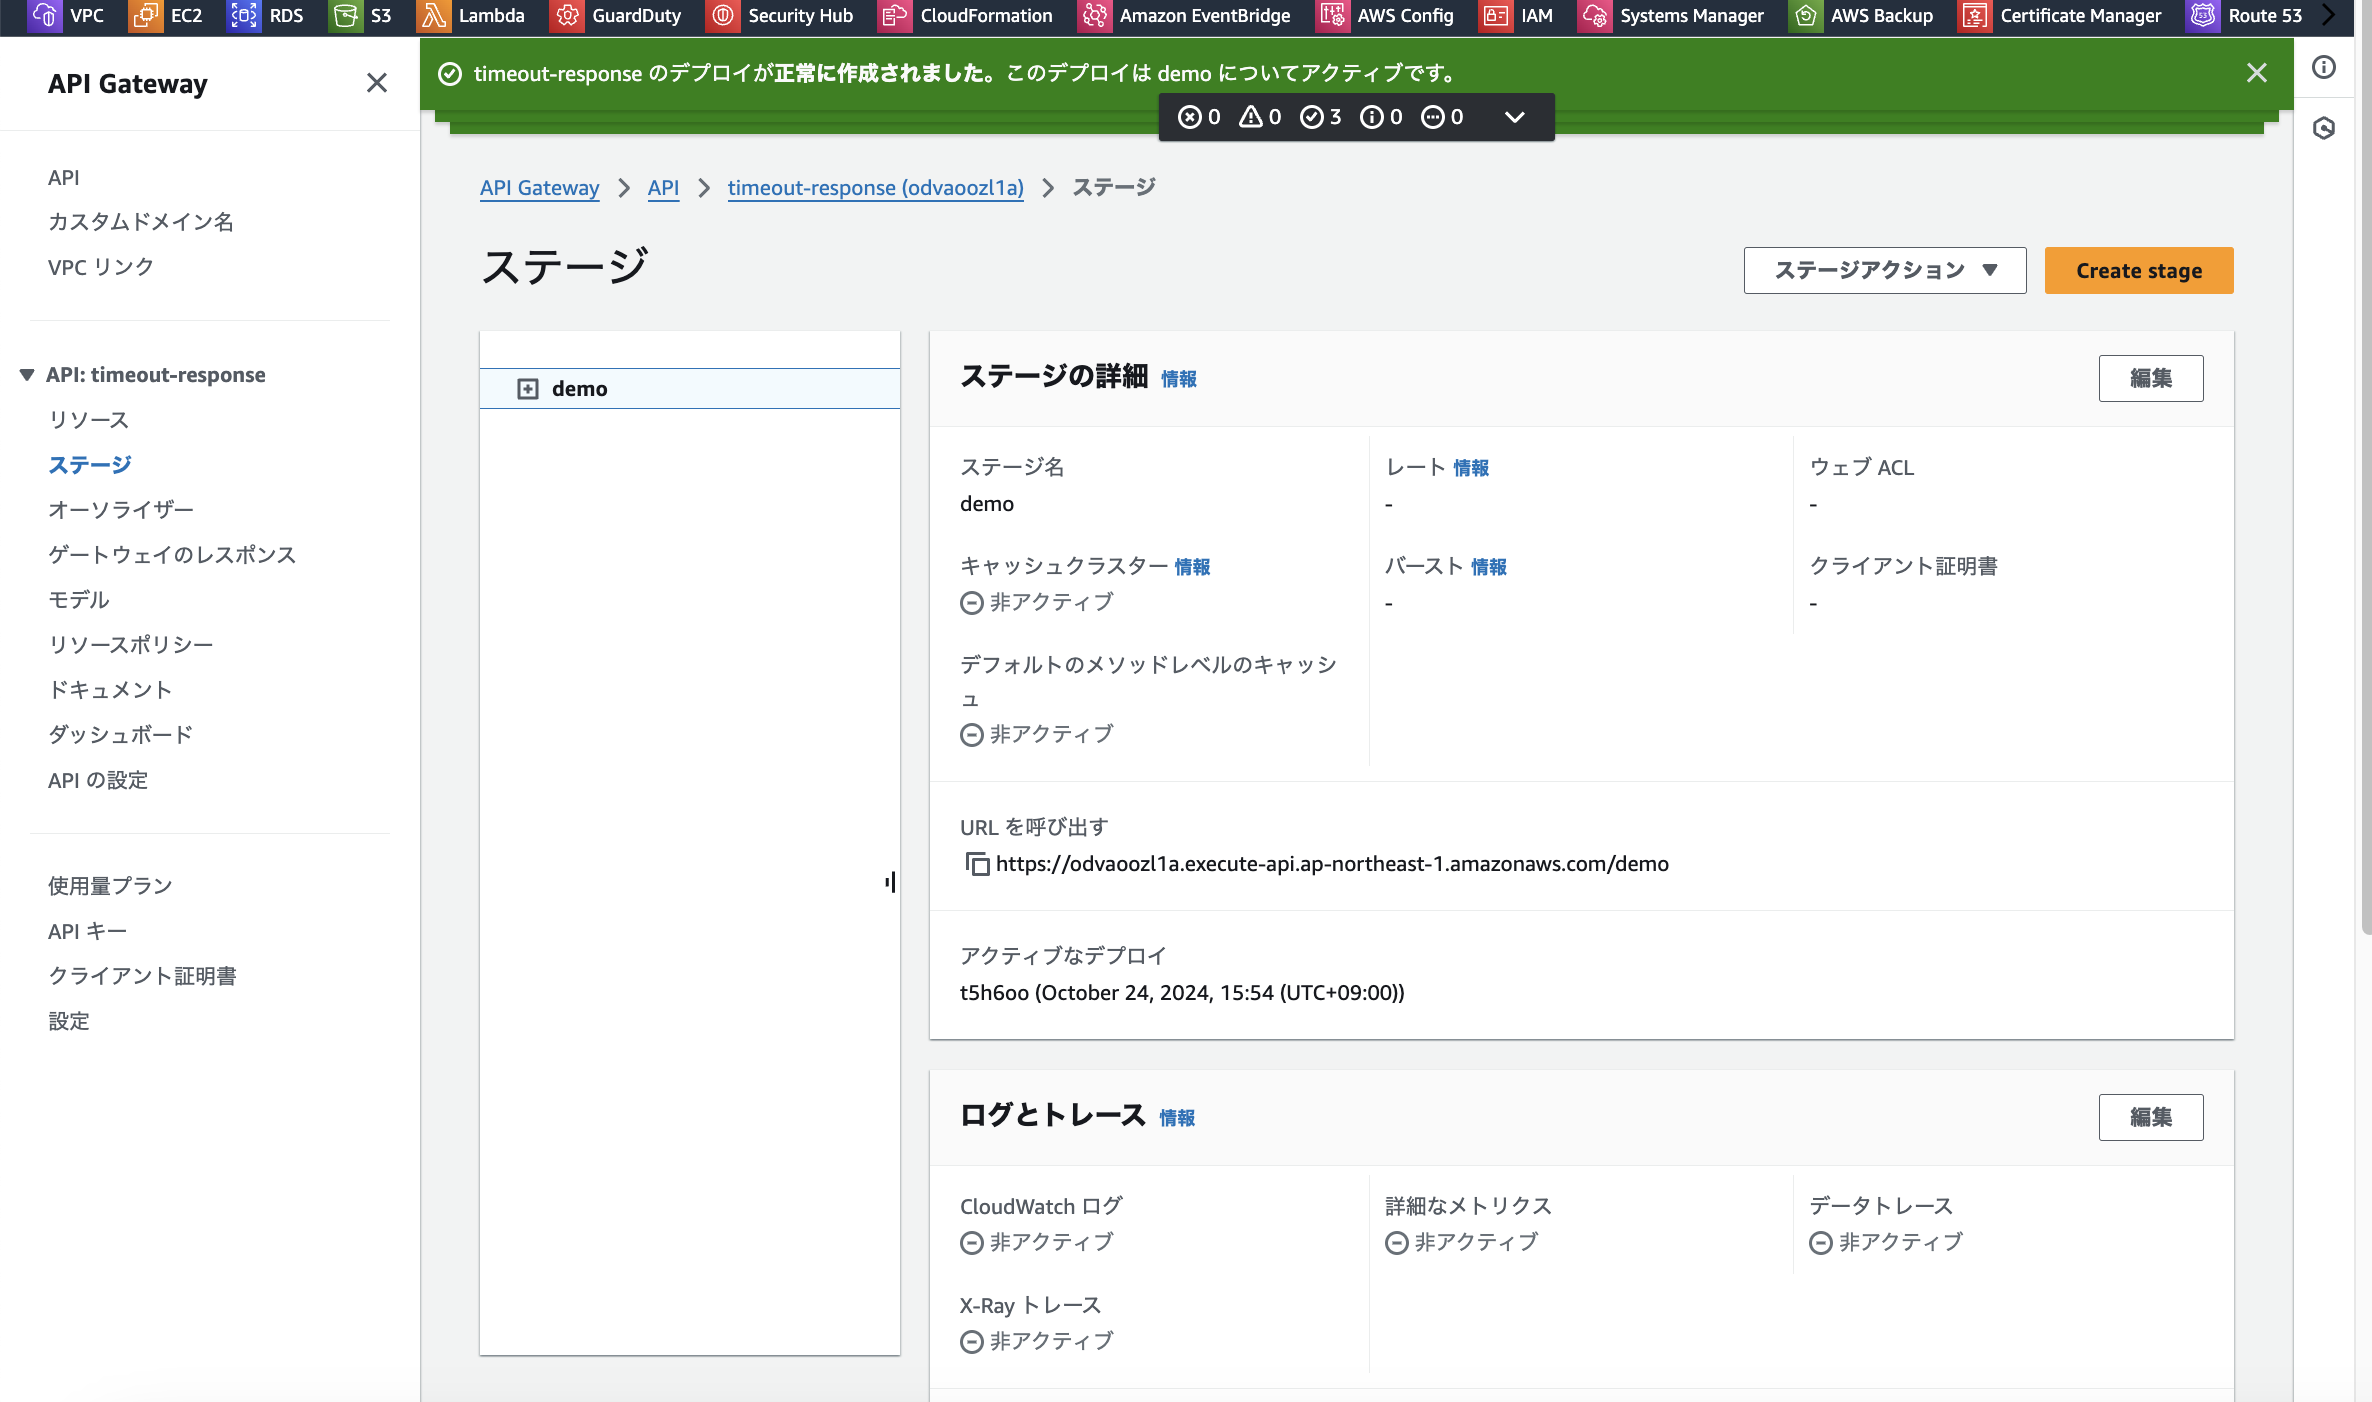 VPC EC2 RDS S3 Lambda GuardDuty Security Hub CloudFormation Amazon EventBridge AWS Config IAM Systems Manager AWS Backup Certificate Manager Route 53
API Gateway
timeout-response のデプロイが正常に作成されました。このデプロイは demo についてアクティブです。
0 0 3 0 0
API
カスタムドメイン名
VPC リンク
API: timeout-response
リソース
ステージ
オーソライザー
ゲートウェイのレスポンス
モデル
リソースポリシー
ドキュメント
ダッシュボード
API の設定
使用量プラン
API キー
クライアント証明書
設定
API Gateway > API > timeout-response (odvaoozl1a) > ステージ
ステージ
ステージアクション ▼
Create stage
demo
ステージの詳細 情報
編集
ステージ名
demo
レート 情報
-
ウェブ ACL
-
キャッシュクラスター 情報
非アクティブ
バースト 情報
-
クライアント証明書
-
デフォルトのメソッドレベルのキャッシ
ュ
非アクティブ
URL を呼び出す
https://odvaoozl1a.execute-api.ap-northeast-1.amazonaws.com/demo
アクティブなデプロイ
t5h6oo (October 24, 2024, 15:54 (UTC+09:00))
ログとトレース 情報
編集
CloudWatch ログ
非アクティブ
詳細なメトリクス
非アクティブ
データトレース
非アクティブ
X-Ray トレース
非アクティブ